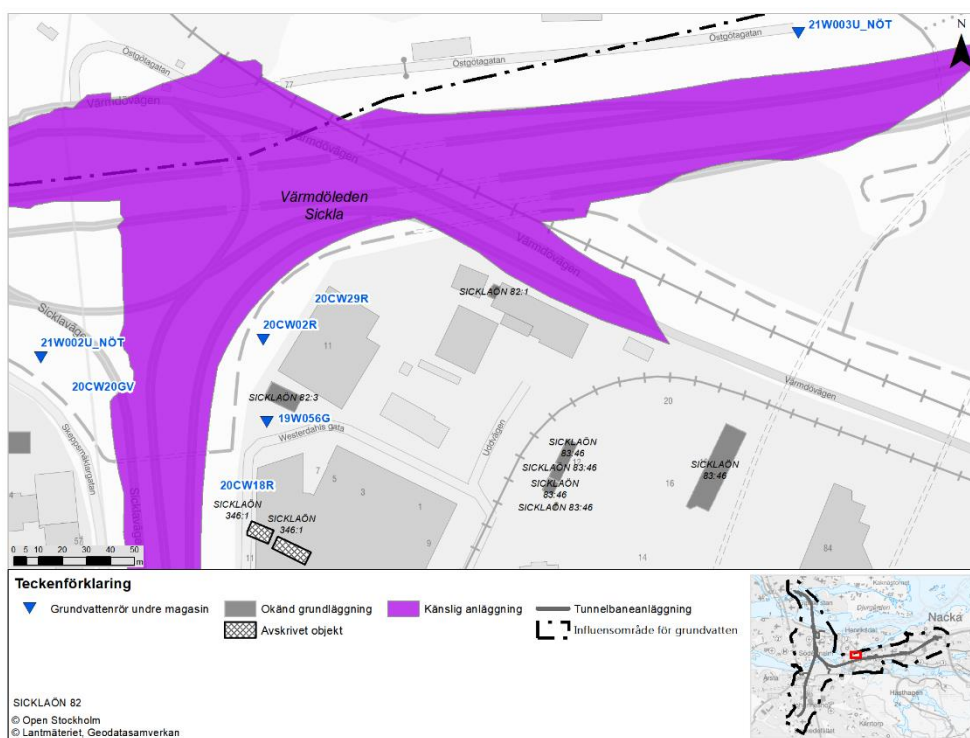 21W003U_NÖT
N
Östgötagatan
Östgötagatan
77
Värmdövägen
Värmdövägen
Värmdöleden
Sickla
Värmdövägen
SICKLAÖN 82:1
20CW29R
Sicklavägen
20CW02R
21W002U_NÖT
11
20CW20GV
SICKLAÖN 82:3
Värmdövägen
19W056G
20
Uddvägen
Westerdahls gata
Skeppsmäklargatan
SICKLAÖN
83:46
SICKLAÖN 83:46
SICKLAÖN
83:46
SICKLAÖN 83:46
SICKLAÖN
83:46
16
7
5
3
20CW18R
SICKLAÖN
346:1
SICKLAÖN
346:1
57
9
11
14
84
0 5 10 20 30 40 50
m
Teckenförklaring
Grundvattenrör undre magasin
Okänd grundläggning
Känslig anläggning
Tunnelbaneanläggning
Avskrivet objekt
Influensområde för grundvatten
Nacka
SICKLAÖN 82
© Open Stockholm
© Lantmäteriet, Geodatasamverkan